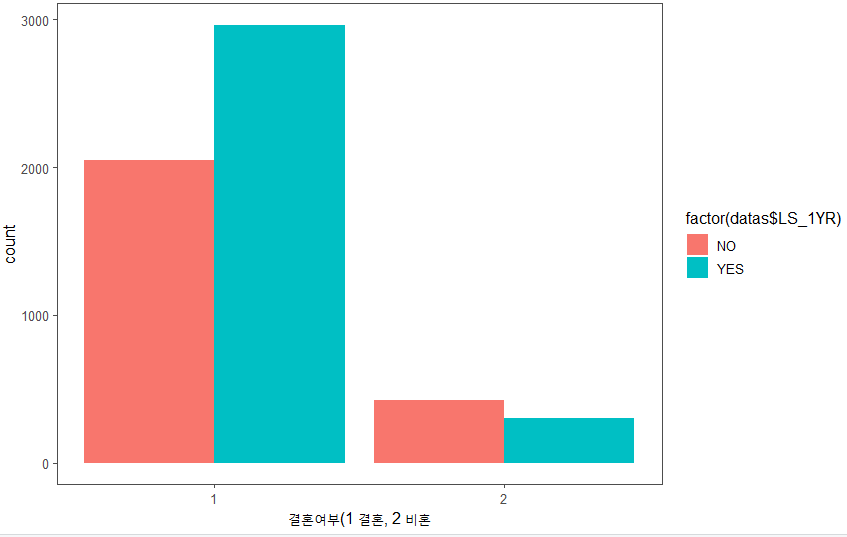 3000
2000
1000
0
count
1
2
결혼여부(1 결혼, 2 비혼
factor(datas$LS_1YR)
NO
YES